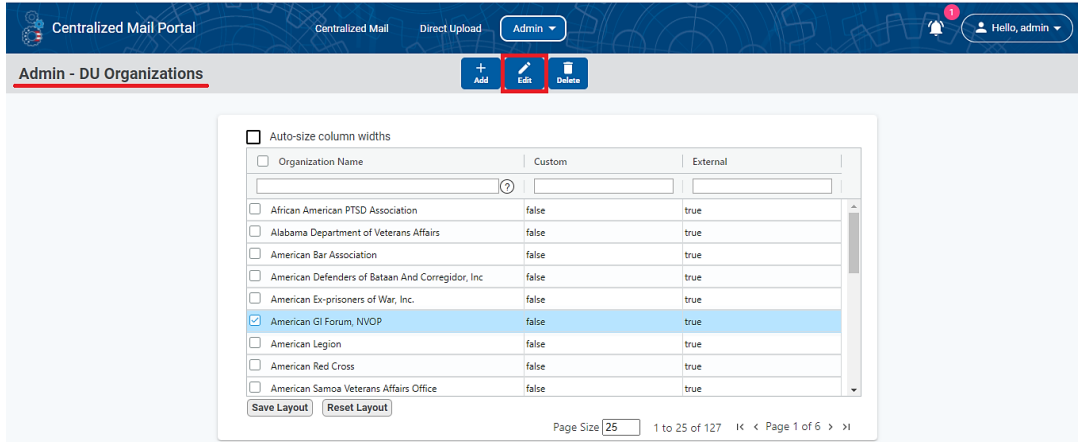 Centralized Mail Portal
Centralized Mail Direct Upload Admin
1
Hello, admin
Admin - DU Organizations
Add Edit Delete
Auto-size column widths
Organization Name Custom External
?
African American PTSD Association false true
Alabama Department of Veterans Affairs false true
American Bar Association false true
American Defenders of Bataan And Corregidor, Inc false true
American Ex-prisoners of War, Inc. false true
American GI Forum, NVOP false true
American Legion false true
American Red Cross false true
American Samoa Veterans Affairs Office false true
Save Layout Reset Layout
Page Size 25 1 to 25 of 127 Page 1 of 6